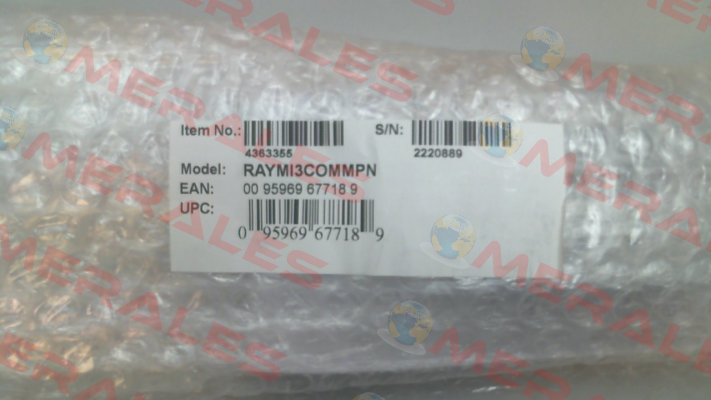 Item No.: S/N:
4363355 2220889
Model: RAYMI3COMMPN
EAN: 00 95969 67718 9
UPC:
0 95969 67718 9
MERALES
MERALES
MERALES
MERALES
MERALES